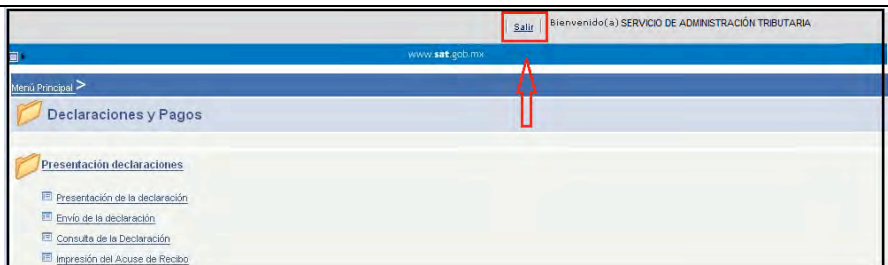 Salir Bienvenido(a) SERVICIO DE ADMINISTRACIÓN TRIBUTARIA
www.sat.gob.mx
Menú Principal >
Declaraciones y Pagos
Presentación declaraciones
Presentación de la declaración
Envío de la declaración
Consulta de la Declaración
Impresión del Acuse de Recibo